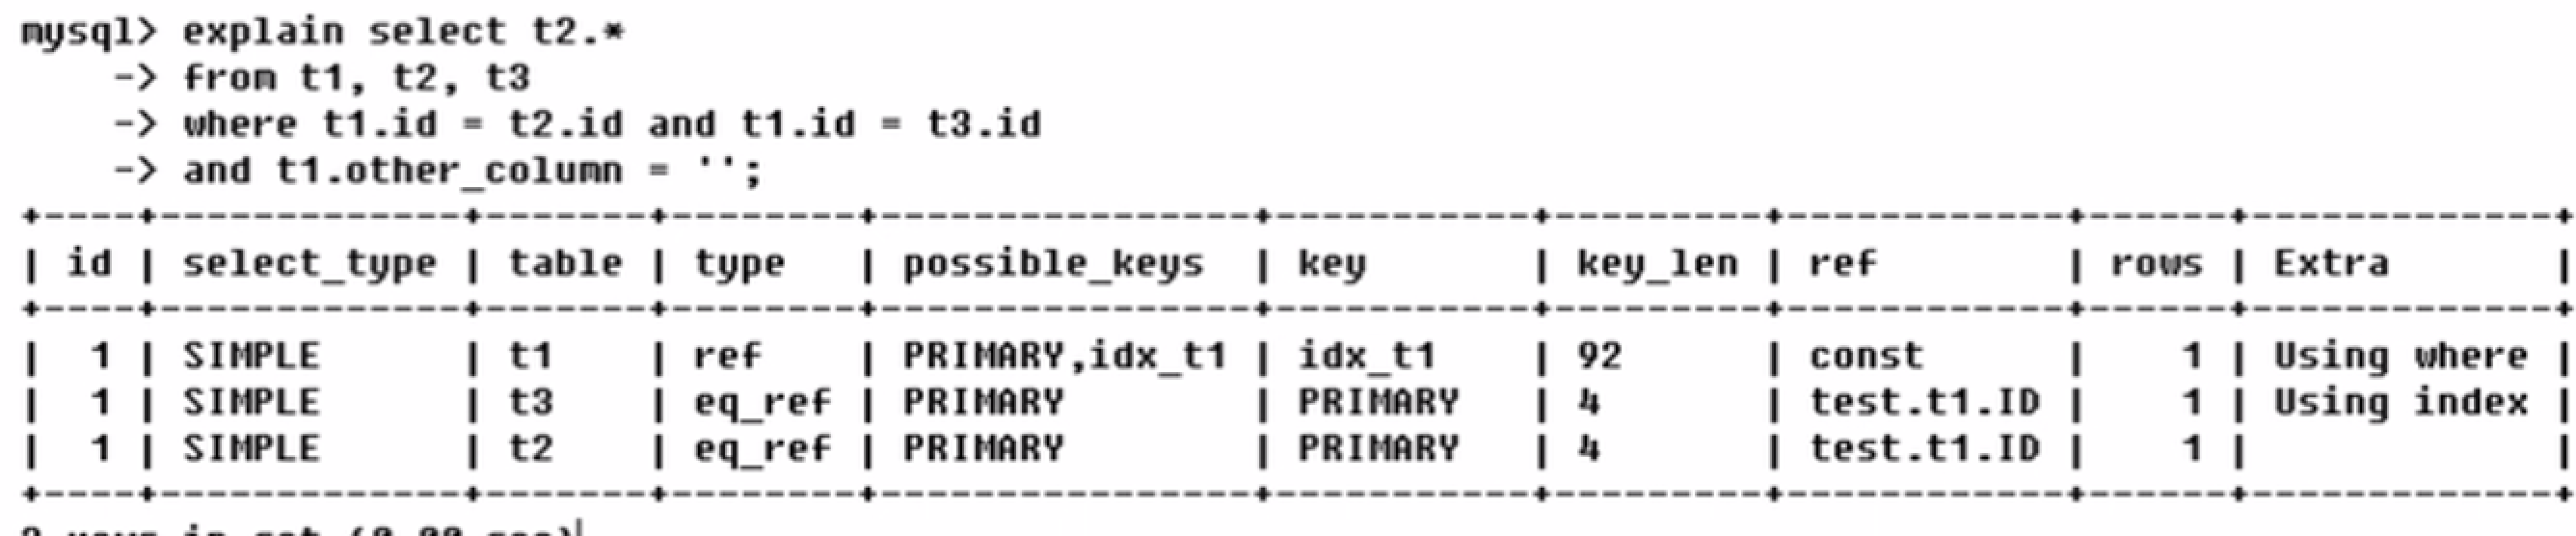 mysql> explain select t2.*
    -> from t1, t2, t3
    -> where t1.id = t2.id and t1.id = t3.id
    -> and t1.other_column = '';
+----+-------------+-------+--------+----------------+-----------+---------+------------+------+-------------+
| id | select_type | table | type   | possible_keys  | key       | key_len | ref        | rows | Extra       |
+----+-------------+-------+--------+----------------+-----------+---------+------------+------+-------------+
|  1 | SIMPLE      | t1    | ref    | PRIMARY,idx_t1 | idx_t1    | 92      | const      |    1 | Using where |
|  1 | SIMPLE      | t3    | eq_ref | PRIMARY        | PRIMARY   | 4       | test.t1.ID |    1 | Using index |
|  1 | SIMPLE      | t2    | eq_ref | PRIMARY        | PRIMARY   | 4       | test.t1.ID |    1 |             |
+----+-------------+-------+--------+----------------+-----------+---------+------------+------+-------------+
rows in set